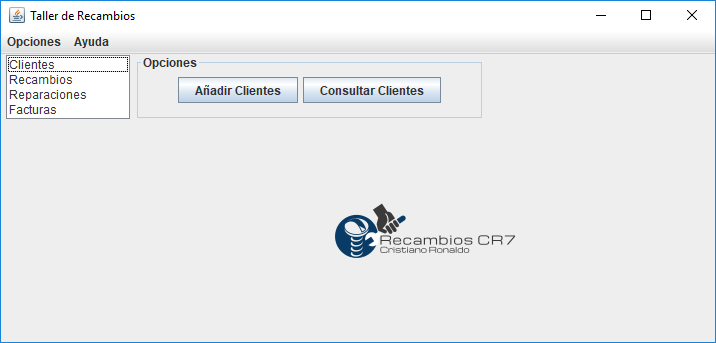 Taller de Recambios
Opciones Ayuda
Clientes
Recambios
Reparaciones
Facturas
Opciones
Añadir Clientes Consultar Clientes
Recambios CR7
Cristiano Ronaldo